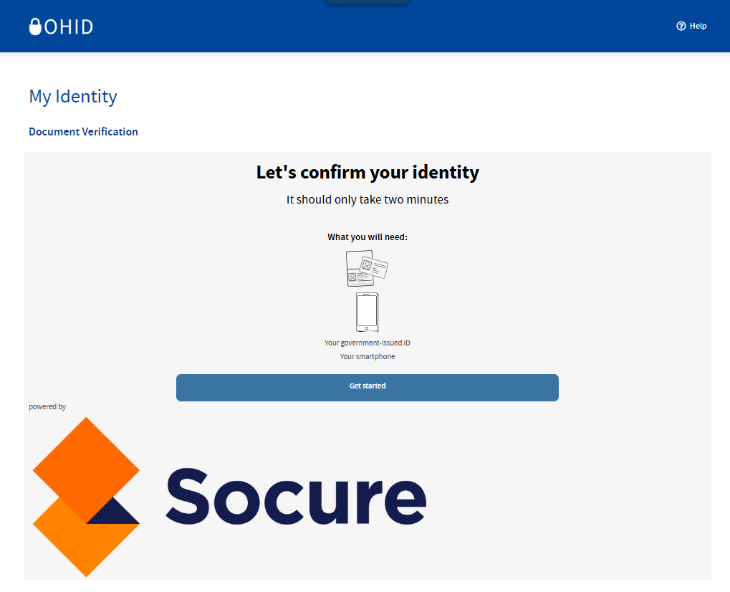 OHID
Help
My Identity
Document Verification
Let's confirm your identity
It should only take two minutes
What you will need:
Your government-issued ID
Your smartphone
Get started
powered by
Socure